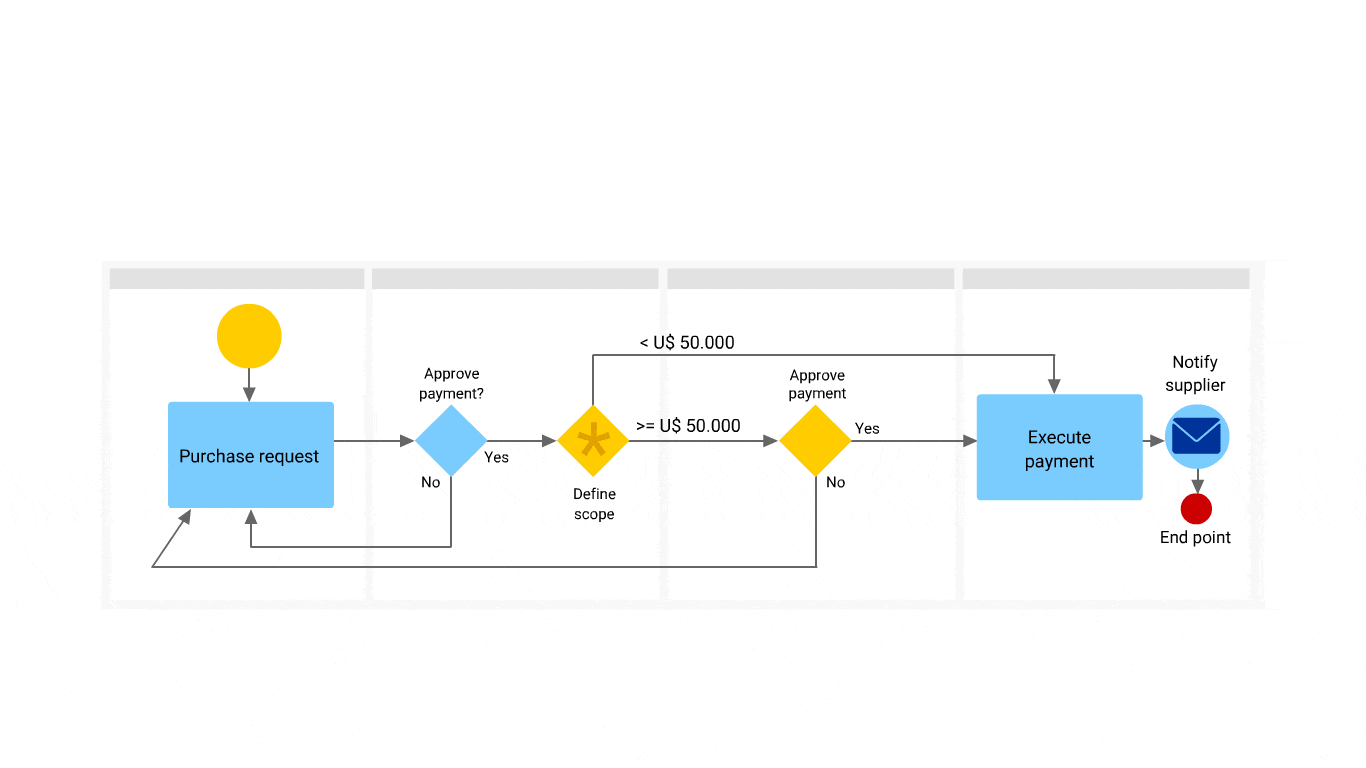 < U$ 50.000
Notify
supplier
Approve
payment?
Approve
payment
>= U$ 50.000
Yes
Purchase request
Yes
Execute
payment
No
No
Define
scope
End point